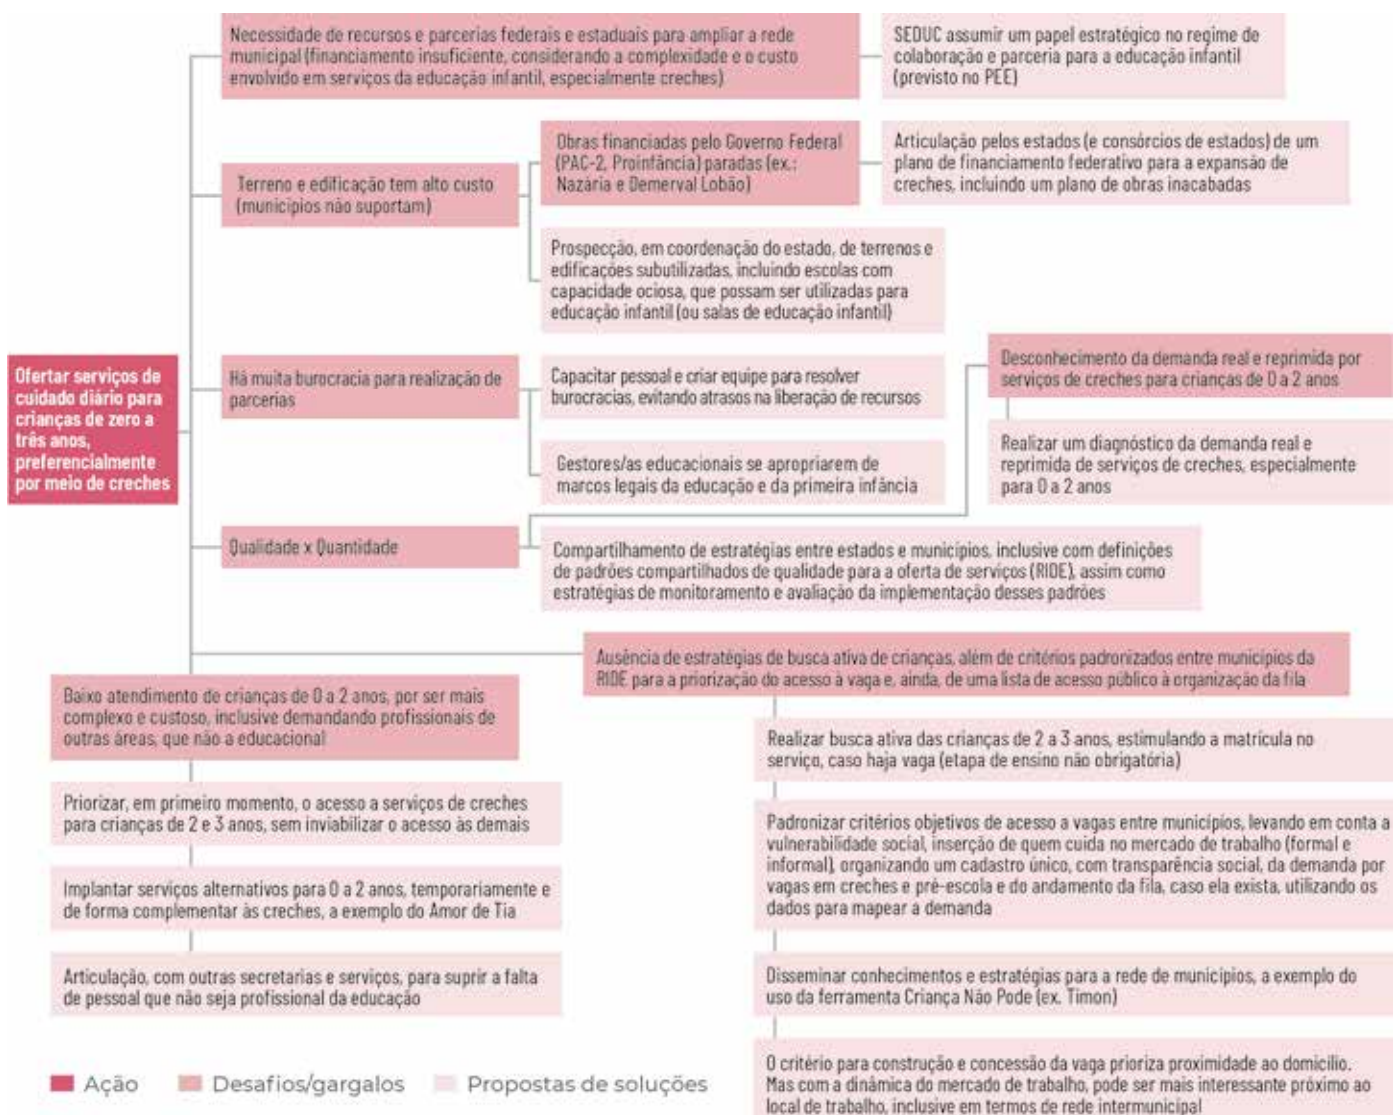 Necessidade de recursos e parcerias federais e estaduais para ampliar a rede
municipal (financiamento insuficiente, considerando a complexidade e o custo
envolvido em serviços da educação infantil, especialmente creches)
SEDUC assumir um papel estratégico no regime de
colaboração e parceria para a educação infantil
(previsto no PEE)
Terreno e edificação tem alto custo
(municípios não suportam)
Obras financiadas pelo Governo Federal
(PAC-2, Proinfância) paradas (ex.:
Nazária e Demerval Lobão)
Articulação pelos estados (e consórcios de estados) de um
plano de financiamento federativo para a expansão de
creches, incluindo um plano de obras inacabadas
Prospecção, em coordenação do estado, de terrenos e
edificações subutilizadas, incluindo escolas com
capacidade ociosa, que possam ser utilizadas para
educação infantil (ou salas de educação infantil)
Ofertar serviços de
cuidado diário para
crianças de zero a
três anos,
preferencialmente
por meio de creches
Há muita burocracia para realização de
parcerias
Capacitar pessoal e criar equipe para resolver
burocracias, evitando atrasos na liberação de recursos
Gestores/as educacionais se apropriarem de
marcos legais da educação e da primeira infância
Desconhecimento da demanda real e reprimida por
serviços de creches para crianças de 0 a 2 anos
Realizar um diagnóstico da demanda real e
reprimida de serviços de creches, especialmente
para 0 a 2 anos
Qualidade x Quantidade
Compartilhamento de estratégias entre estados e municípios, inclusive com definições
de padrões compartilhados de qualidade para a oferta de serviços (RIDE), assim como
estratégias de monitoramento e avaliação da implementação desses padrões
Ausência de estratégias de busca ativa de crianças, além de critérios padronizados entre municípios da
RIDE para a priorização do acesso à vaga e, ainda, de uma lista de acesso público à organização da fila
Baixo atendimento de crianças de 0 a 2 anos, por ser mais
complexo e custoso, inclusive demandando profissionais de
outras áreas, que não a educacional
Priorizar, em primeiro momento, o acesso a serviços de creches
para crianças de 2 e 3 anos, sem inviabilizar o acesso às demais
Implantar serviços alternativos para 0 a 2 anos, temporariamente e
de forma complementar às creches, a exemplo do Amor de Tia
Articulação, com outras secretarias e serviços, para suprir a falta
de pessoal que não seja profissional da educação
Realizar busca ativa das crianças de 2 a 3 anos, estimulando a matrícula no
serviço, caso haja vaga (etapa de ensino não obrigatória)
Padronizar critérios objetivos de acesso a vagas entre municípios, levando em conta a
vulnerabilidade social, inserção de quem cuida no mercado de trabalho (formal e
informal), organizando um cadastro único, com transparência social, da demanda por
vagas em creches e pré-escola e do andamento da fila, caso ela exista, utilizando os
dados para mapear a demanda
Disseminar conhecimentos e estratégias para a rede de municípios, a exemplo do
uso da ferramenta Criança Não Pode (ex. Timon)
O critério para construção e concessão da vaga prioriza proximidade ao domicílio.
Mas com a dinâmica do mercado de trabalho, pode ser mais interessante próximo ao
local de trabalho, inclusive em termos de rede intermunicipal
Ação
Desafios/gargalos
Propostas de soluções